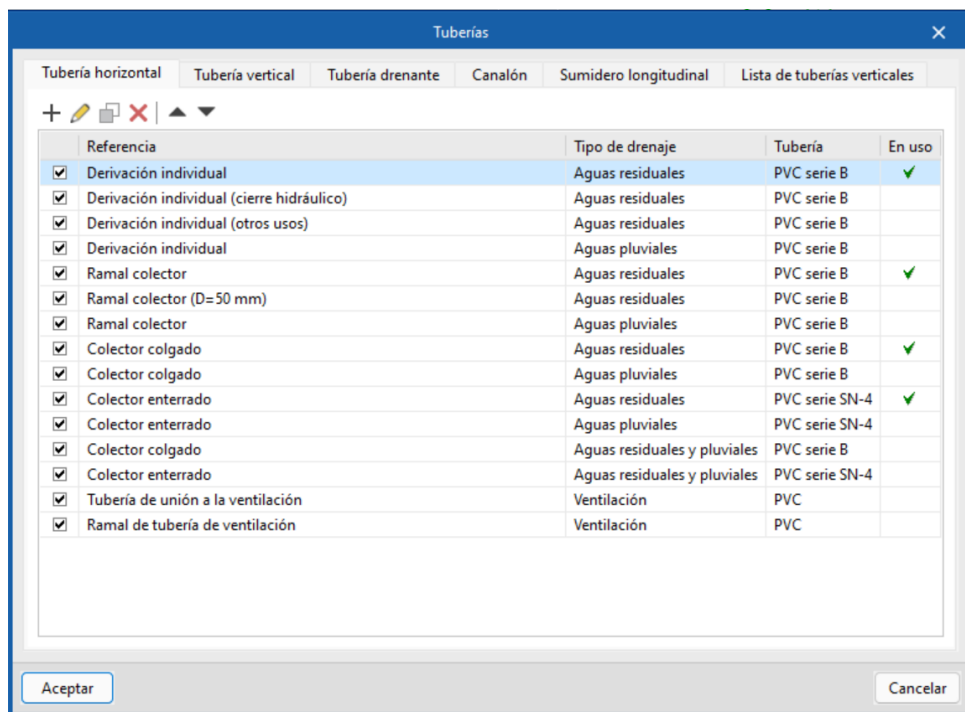 Tuberías
Tubería horizontal Tubería vertical Tubería drenante Canalón Sumidero longitudinal Lista de tuberías verticales
Referencia Tipo de drenaje Tubería En uso
Derivación individual Aguas residuales PVC serie B
Derivación individual (cierre hidráulico) Aguas residuales PVC serie B
Derivación individual (otros usos) Aguas residuales PVC serie B
Derivación individual Aguas pluviales PVC serie B
Ramal colector Aguas residuales PVC serie B
Ramal colector (D=50 mm) Aguas residuales PVC serie B
Ramal colector Aguas pluviales PVC serie B
Colector colgado Aguas residuales PVC serie B
Colector colgado Aguas pluviales PVC serie B
Colector enterrado Aguas residuales PVC serie SN-4
Colector enterrado Aguas pluviales PVC serie SN-4
Colector colgado Aguas residuales y pluviales PVC serie B
Colector enterrado Aguas residuales y pluviales PVC serie SN-4
Tubería de unión a la ventilación Ventilación PVC
Ramal de tubería de ventilación Ventilación PVC
Aceptar Cancelar